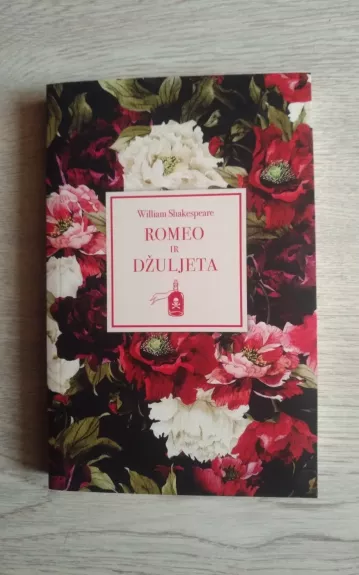 William Shakespeare
ROMEO
IR
DŽULJETA